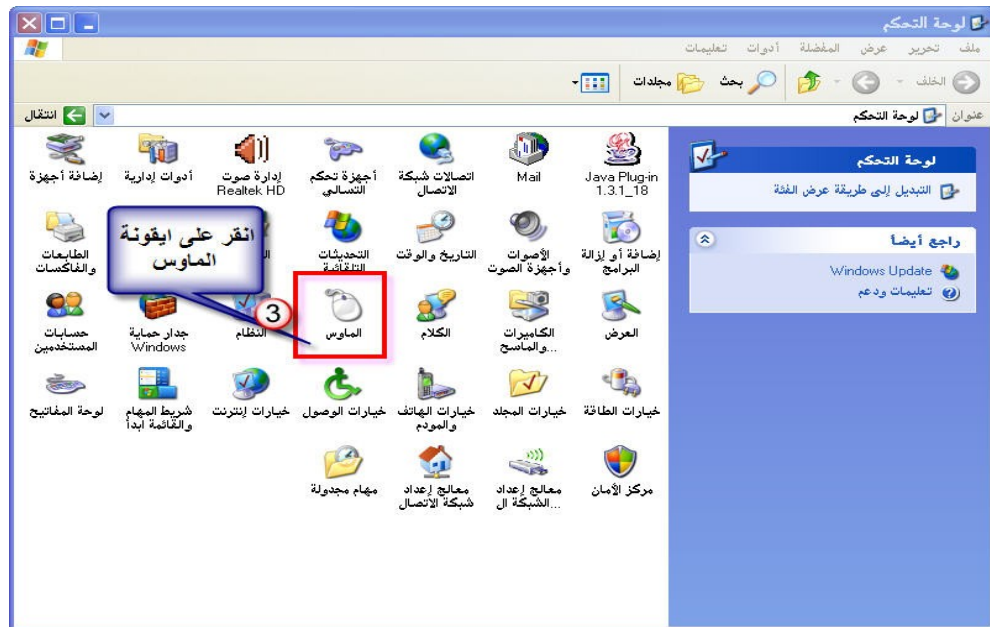 لوحة التحكم
ملف تحرير عرض المفضلة أدوات تعليمات
الخلف بحث مجلدات
عنوان لوحة التحكم انتقال
لوحة التحكم
التبديل إلى طريقة عرض الفئة
راجع أيضاً
Windows Update
تعليمات ودعم
Java Plug-in
1.3.1_18
Mail
اتصالات شبكة
الاتصال
أجهزة تحكم
التسالي
إدارة صوت
Realtek HD
أدوات إدارية
إضافة أجهزة
إضافة أو إزالة
البرامج
الأصوات
وأجهزة الصوت
التاريخ والوقت
التحديثات
التلقائية
الطابعات
والفاكسات
انقر على ايقونة
الماوس
3
العرض
الكاميرات
والماسح...
الكلام
الماوس
النظام
جدار حماية
Windows
حسابات
المستخدمين
خيارات الطاقة
خيارات المجلد
خيارات الهاتف
والمودم
خيارات الوصول
خيارات إنترنت
شريط المهام
والقائمة ابدأ
لوحة المفاتيح
مركز الأمان
معالج إعداد
الشبكة ال...
معالج إعداد
شبكة الاتصال
مهام مجدولة